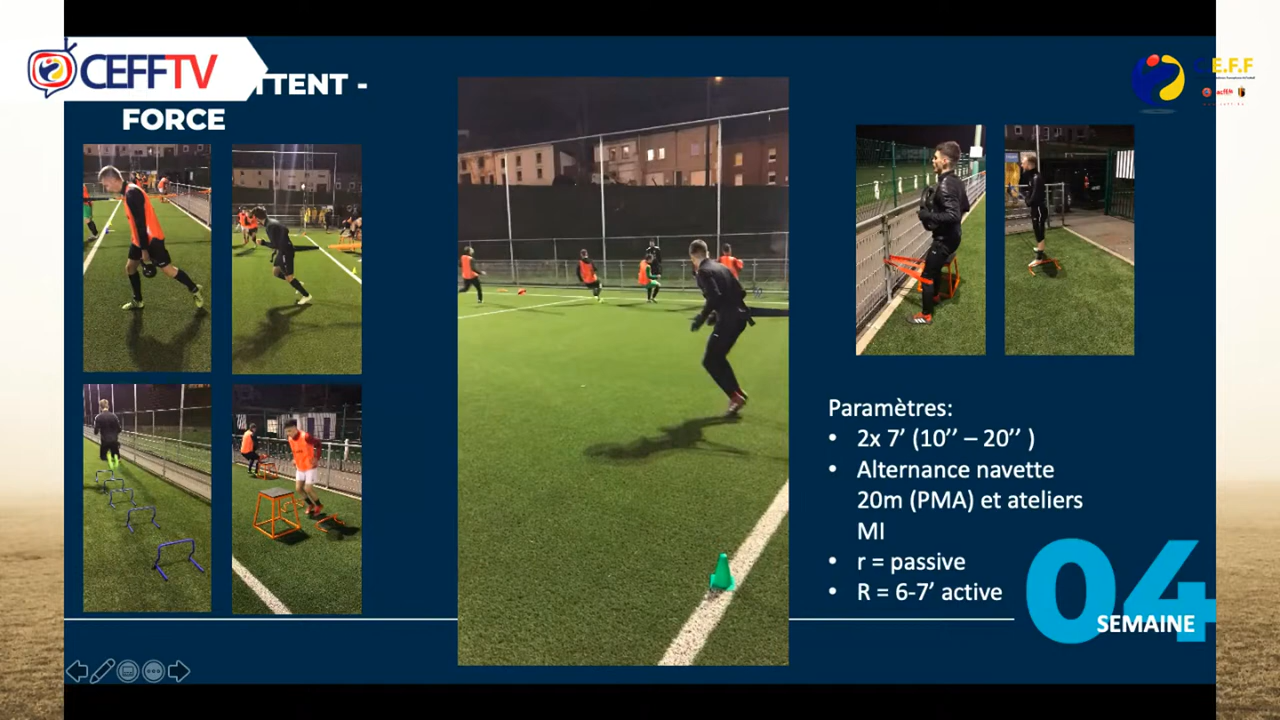 CEFFTV
TTENT -
FORCE
C.E.F.F
Paramètres:
• 2x 7’ (10’’ – 20’’ )
• Alternance navette
20m (PMA) et ateliers
MI
• r = passive
• R = 6-7’ active
04
SEMAINE